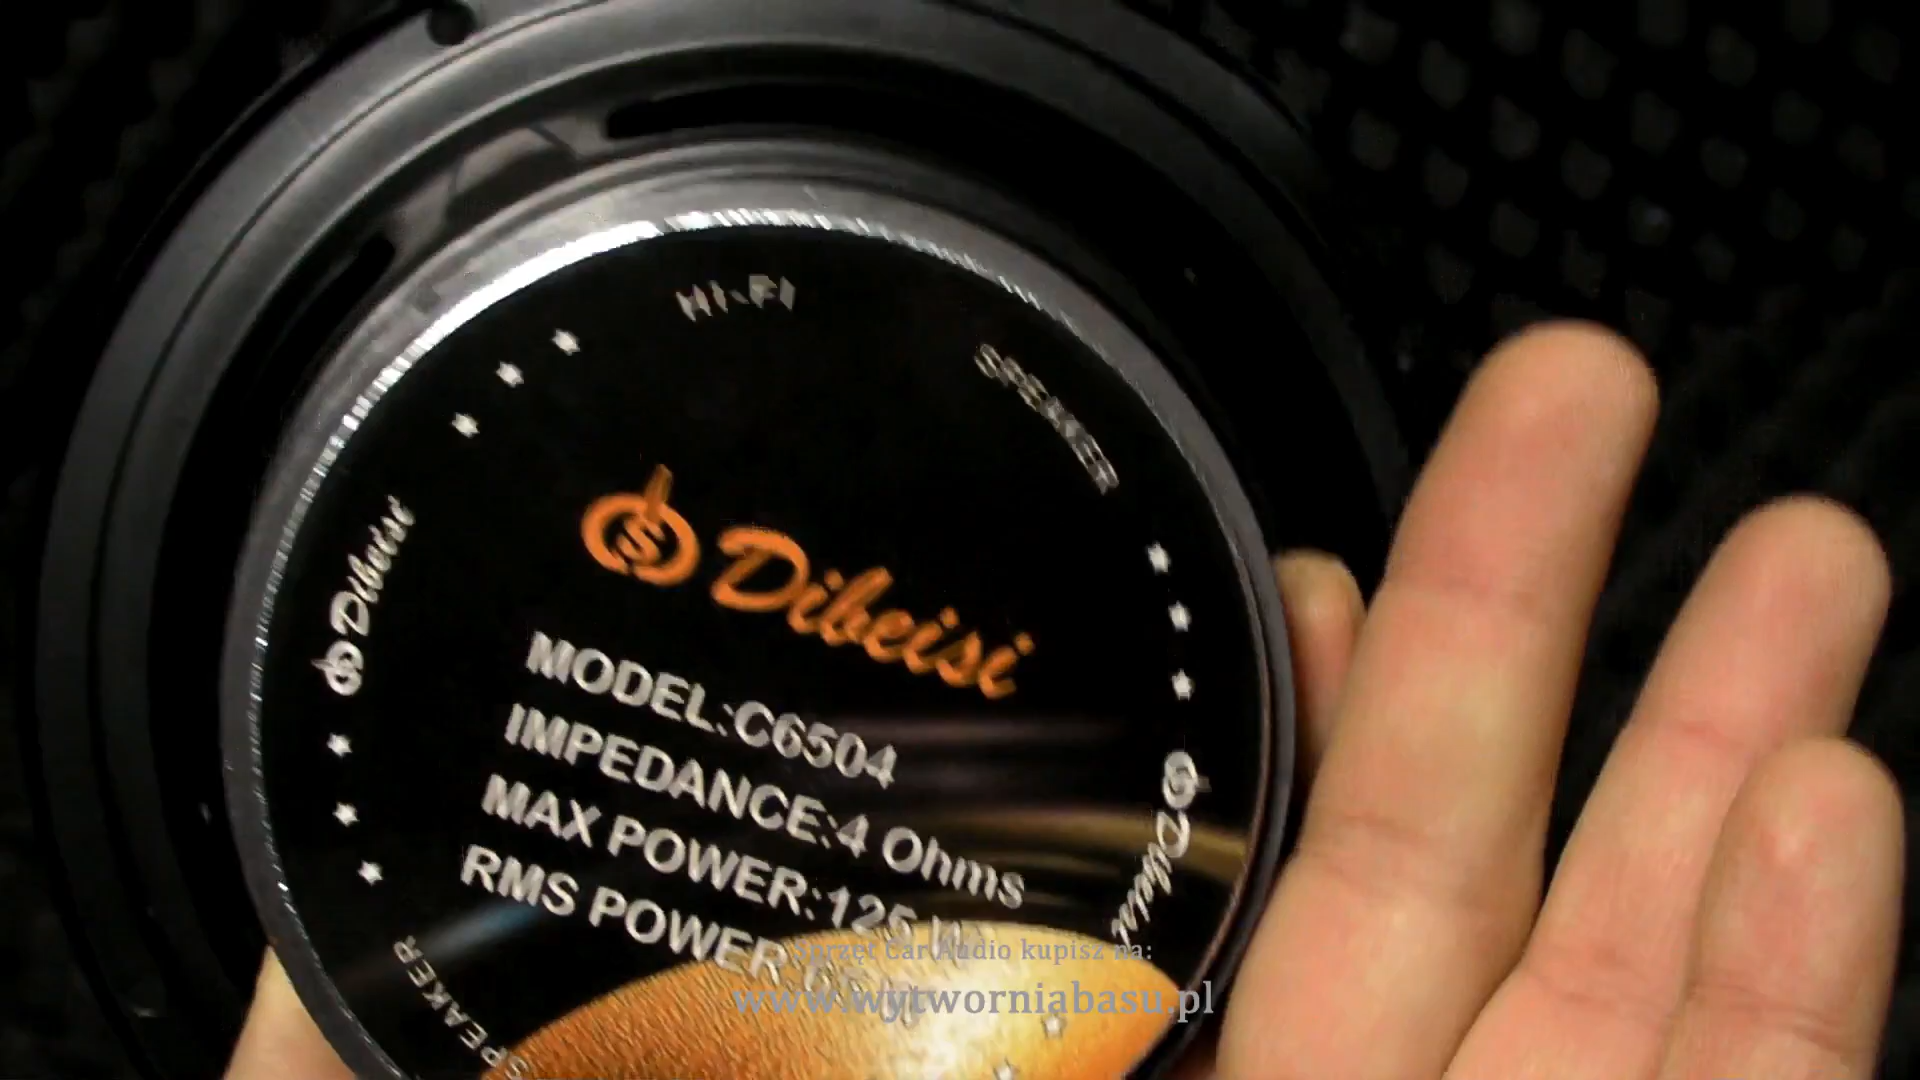 HI-FI
SPEAKER
Dibeisi
Dibeisi
MODEL:C6504
IMPEDANCE:4 Ohms
MAX POWER:125 W
RMS POWER:
Dibeisi
SPEAKER
Sprzęt Car Audio kupisz na:
www.wytworniabasu.pl